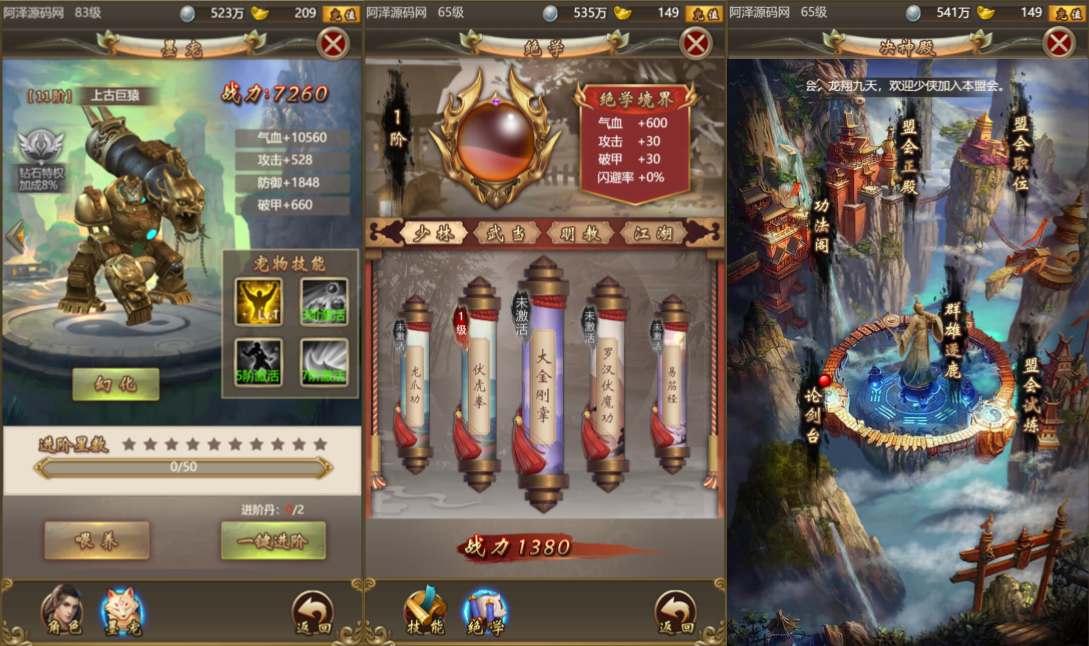 阿泽源码网 83级
523万
209
充值
星宠
[11阶]
上古巨猿
战力:7260
钻石特权
加成8%
气血+10560
攻击+528
防御+1848
破甲+660
宠物技能
Lv.1
5阶激活
7阶激活
幻化
进阶星数
0/50
进阶丹：0/2
喂养
一键进阶
角色
星宠
返回
阿泽源码网 65级
535万
149
充值
绝学
1阶
绝学境界
气血 +600
攻击 +30
破甲 +30
闪避率 +0%
少林
武当
明教
江湖
未激活
龙爪功
1级
伏虎拳
未激活
大金刚掌
未激活
罗汉伏魔功
未激活
易筋经
战力1380
技能
绝学
返回
阿泽源码网 65级
541万
149
充值
决神殿
会，龙翔九天，欢迎少侠加入本盟会。
盟会正殿
盟会职位
功法阁
群雄逐鹿
盟会试炼
论剑台